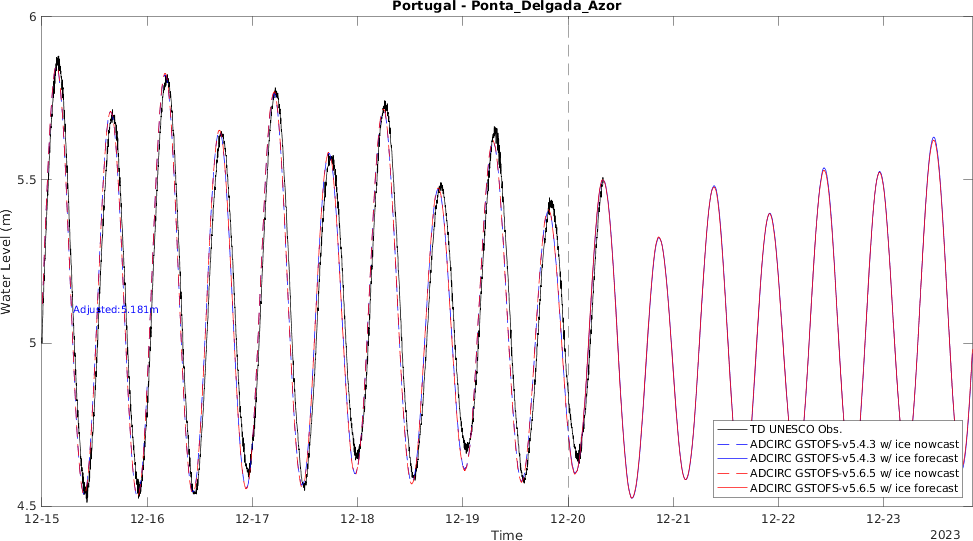 Portugal - Ponta_Delgada_Azor
6
5.5
5
4.5
Water Level (m)
Adjusted:5.181m
TD UNESCO Obs.
ADCIRC GSTOFS-v5.4.3 w/ ice nowcast
ADCIRC GSTOFS-v5.4.3 w/ ice forecast
ADCIRC GSTOFS-v5.6.5 w/ ice nowcast
ADCIRC GSTOFS-v5.6.5 w/ ice forecast
12-15 12-16 12-17 12-18 12-19 12-20 12-21 12-22 12-23
Time
2023